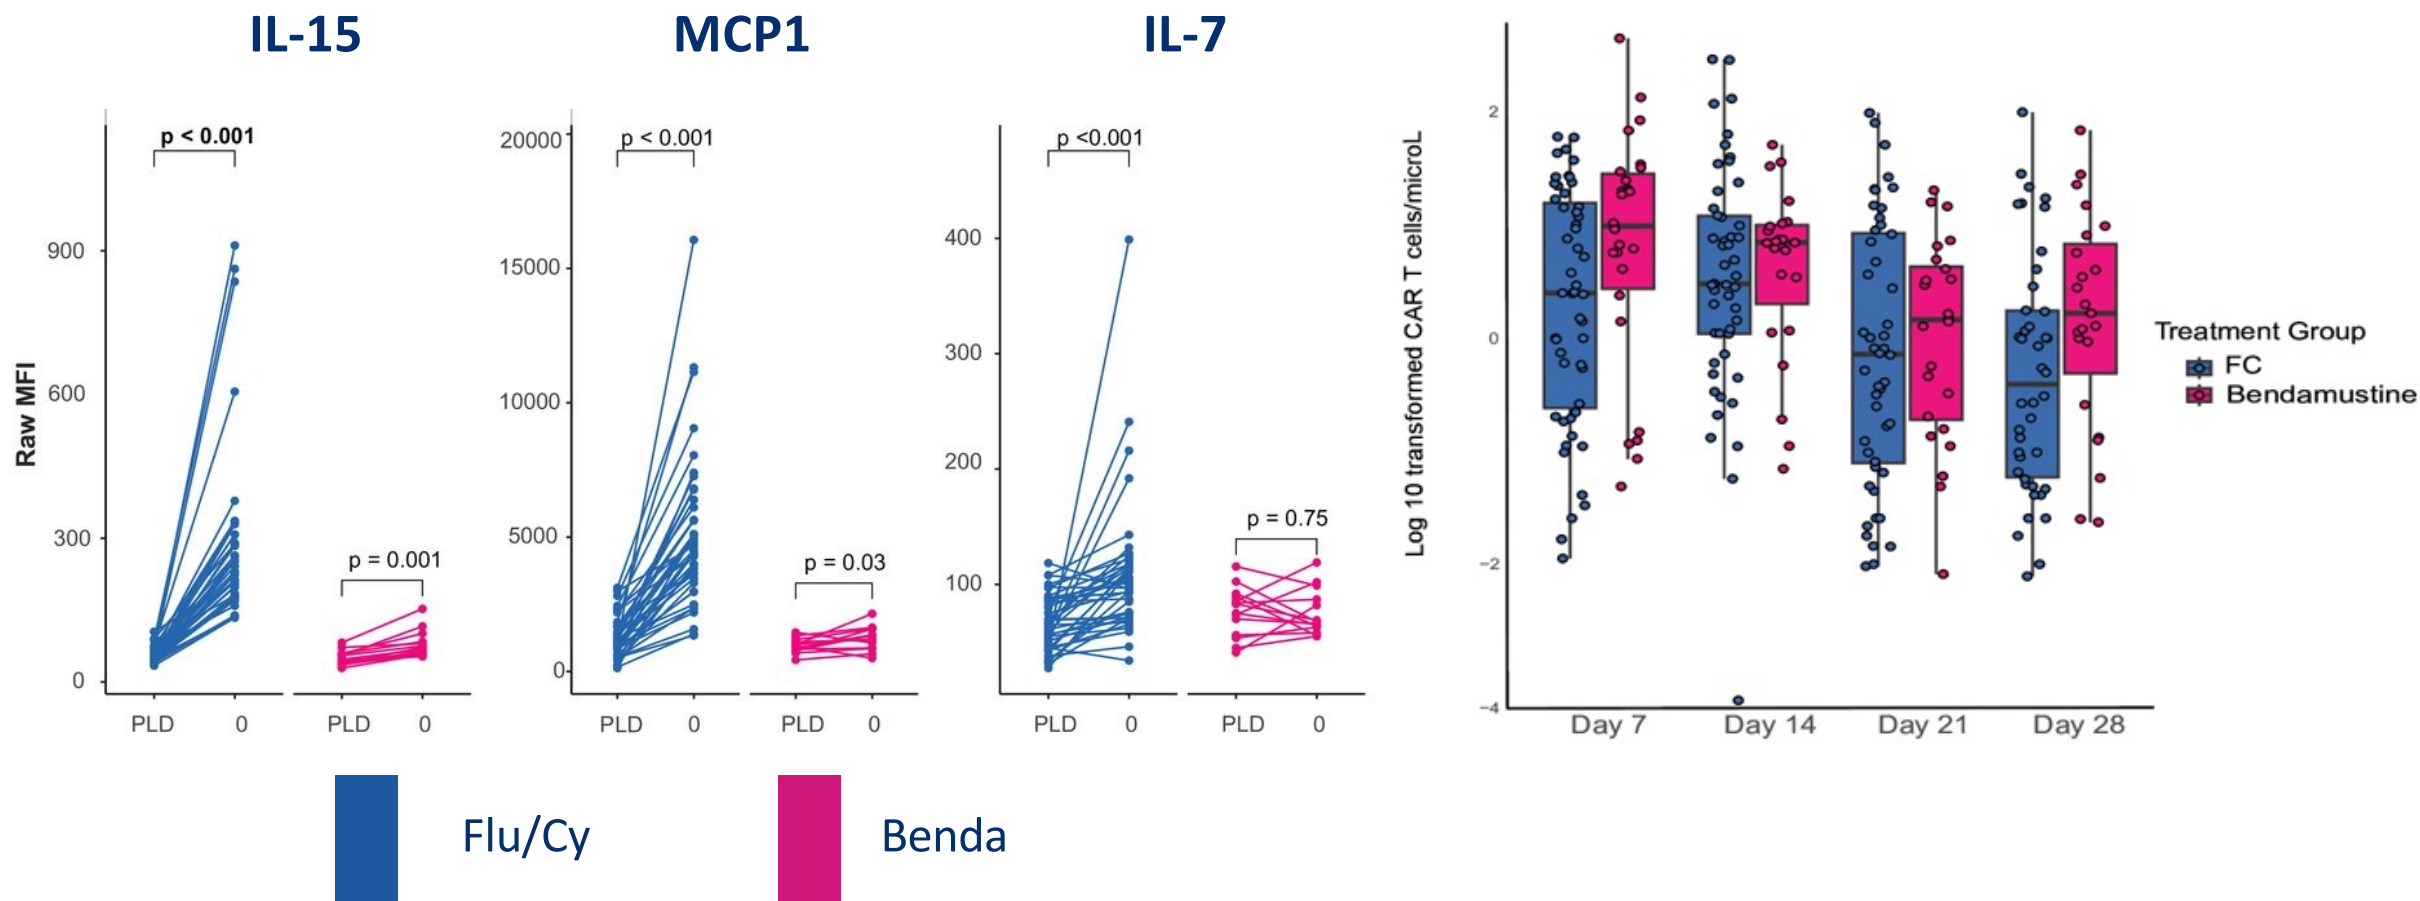 IL-15
MCP1
IL-7
Raw MFI
900
600
300
0
p < 0.001
p = 0.001
PLD 0 PLD 0
20000
15000
10000
5000
0
p < 0.001
p = 0.03
PLD 0 PLD 0
400
300
200
100
p <0.001
p = 0.75
PLD 0 PLD 0
Log 10 transformed CAR T cells/microL
2
0
−2
−4
Day 7 Day 14 Day 21 Day 28
Treatment Group
FC
Bendamustine
Flu/Cy
Benda